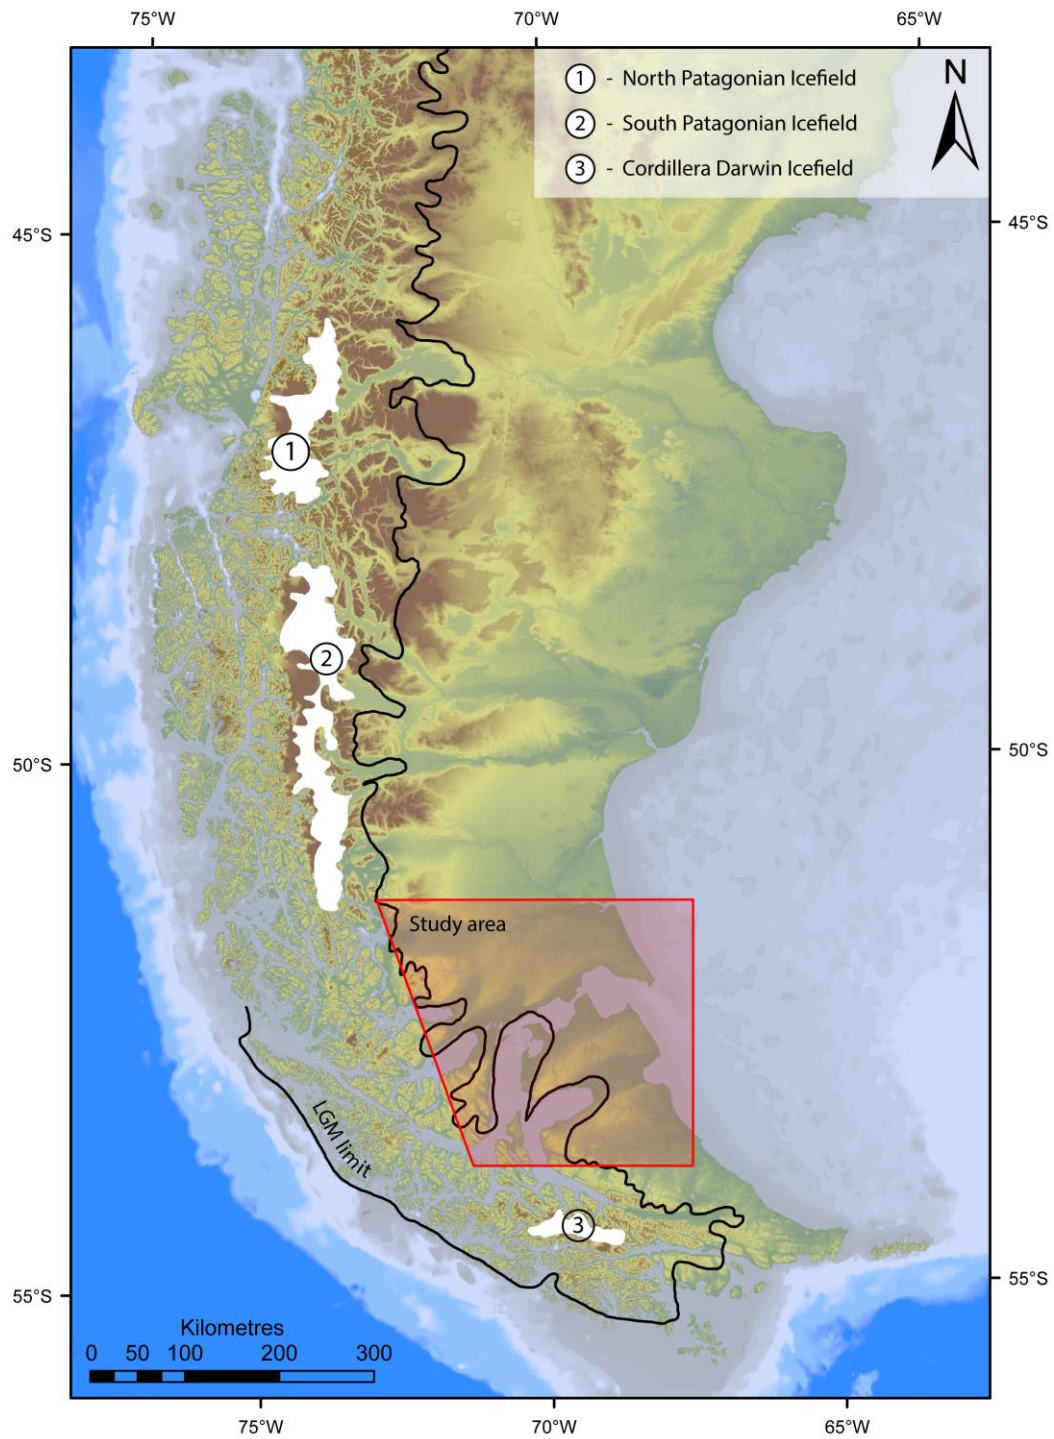 75°W 70°W 65°W
1 - North Patagonian Icefield
2 - South Patagonian Icefield
3 - Cordillera Darwin Icefield
N
45°S 45°S
1
2
50°S 50°S
Study area
LGM limit
3
55°S 55°S
Kilometres
0 50 100 200 300
75°W 70°W 65°W